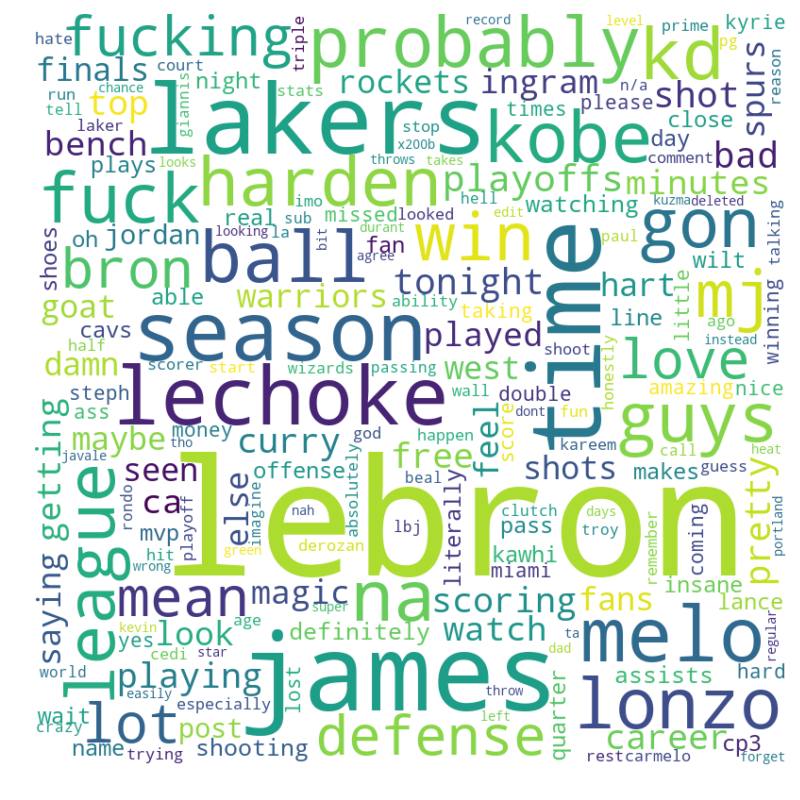 record
level
prime
kyrie
hate
court
fucking
triple
probably
kd
pg
finals
chance
giannis
night
stats
rockets
ingram
n/a
shot
spurs
reason
run
tell
top
lakers
times
please
close
laker
bench
plays
looks
stop
x200b
kobe
day
comment
bad
fuck
harden
throws
takes
playoffs
minutes
imo
hell
edit
kuzma
deleted
real
sub
missed
looked
watching
oh
jordan
looking
la
durant
fan
win
time
paul
gon
talking
shoes
bron
ball
bit
agree
wilt
goat
able
warriors
tonight
hart
mj
cavs
ability
taking
line
little
winning
half
season
played
ago
instead
damn
scorer
start
wizards
passing
west
shoot
love
steph
lechoke
wall
double
amazing
nice
ass
money
god
dont
fun
honestly
guys
getting
maybe
tho
curry
happen
feel
score
kareem
call
heat
javale
seen
offense
free
shots
makes
guess
league
rondo
ca
else
imagine
absolutely
beal
literally
clutch
days
pretty
mvp
nah
lebron
pass
troy
coming
portland
hit
playoff
green
derozan
lbj
kawhi
remember
wrong
miami
insane
saying
mean
magic
na
scoring
fans
lance
kevin
age
super
yes
look
definitely
watch
ta
melo
regular
cedi
star
dad
world
playing
james
lost
assists
hard
easily
especially
throw
lonzo
wait
lot
post
left
quarter
career
cp3
crazy
name
trying
shooting
defense
rest
carmelo
forget